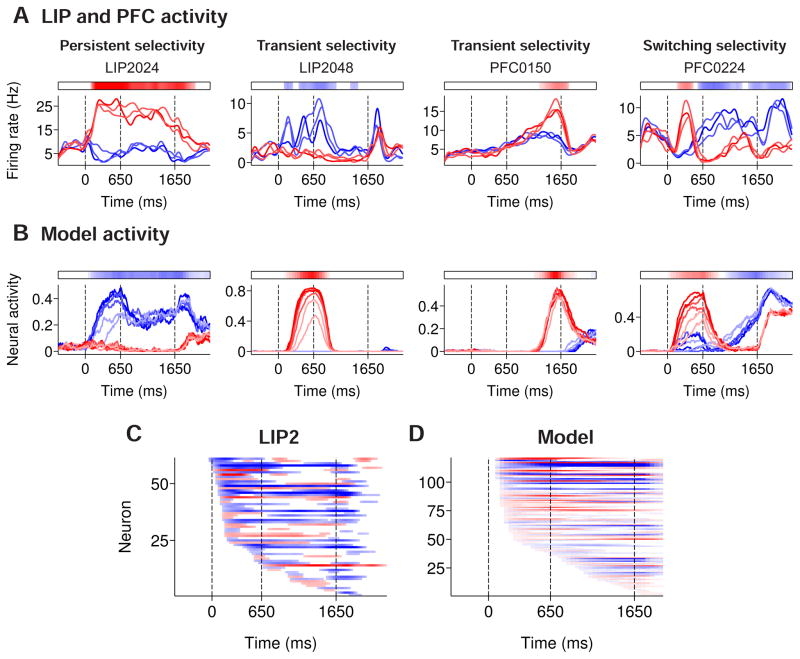 A LIP and PFC activity
Persistent selectivity Transient selectivity Transient selectivity Switching selectivity
LIP2024 LIP2048 PFC0150 PFC0224
Firing rate (Hz)
25
15
5
0 650 1650
Time (ms)
10
5
0
0 650 1650
Time (ms)
15
10
5
0 650 1650
Time (ms)
10
5
0
0 650 1650
Time (ms)
B Model activity
Neural activity
0.4
0.2
0
0 650 1650
Time (ms)
0.8
0.4
0
0 650 1650
Time (ms)
0.4
0.2
0
0 650 1650
Time (ms)
0.4
0
0 650 1650
Time (ms)
C LIP2
Neuron
50
25
0 650 1650
Time (ms)
D Model
100
75
50
25
0 650 1650
Time (ms)